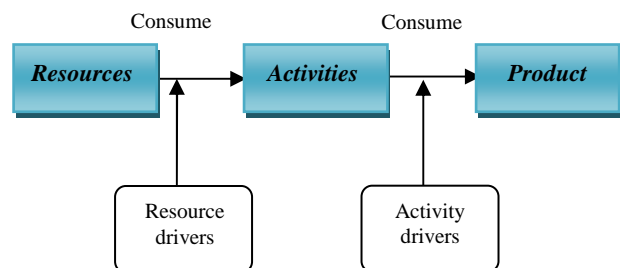 Consume
Consume
Resources
Activities
Product
Resource
drivers
Activity
drivers